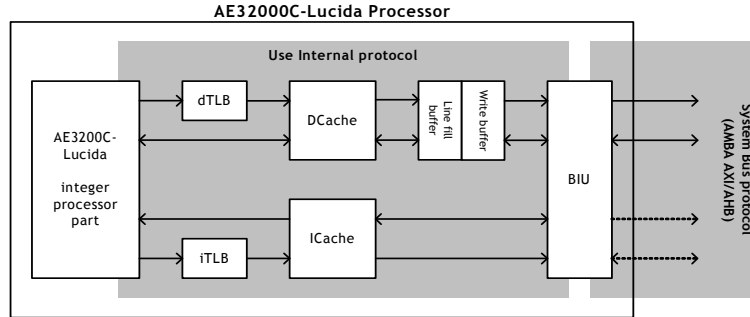 AE32000C-Lucida Processor
Use Internal protocol
AE3200C-
Lucida
integer
processor
part
dTLB
DCache
Line fill
buffer
Write buffer
iTLB
ICache
BIU
System Bus protocol
(AMBA AXI/AHB)